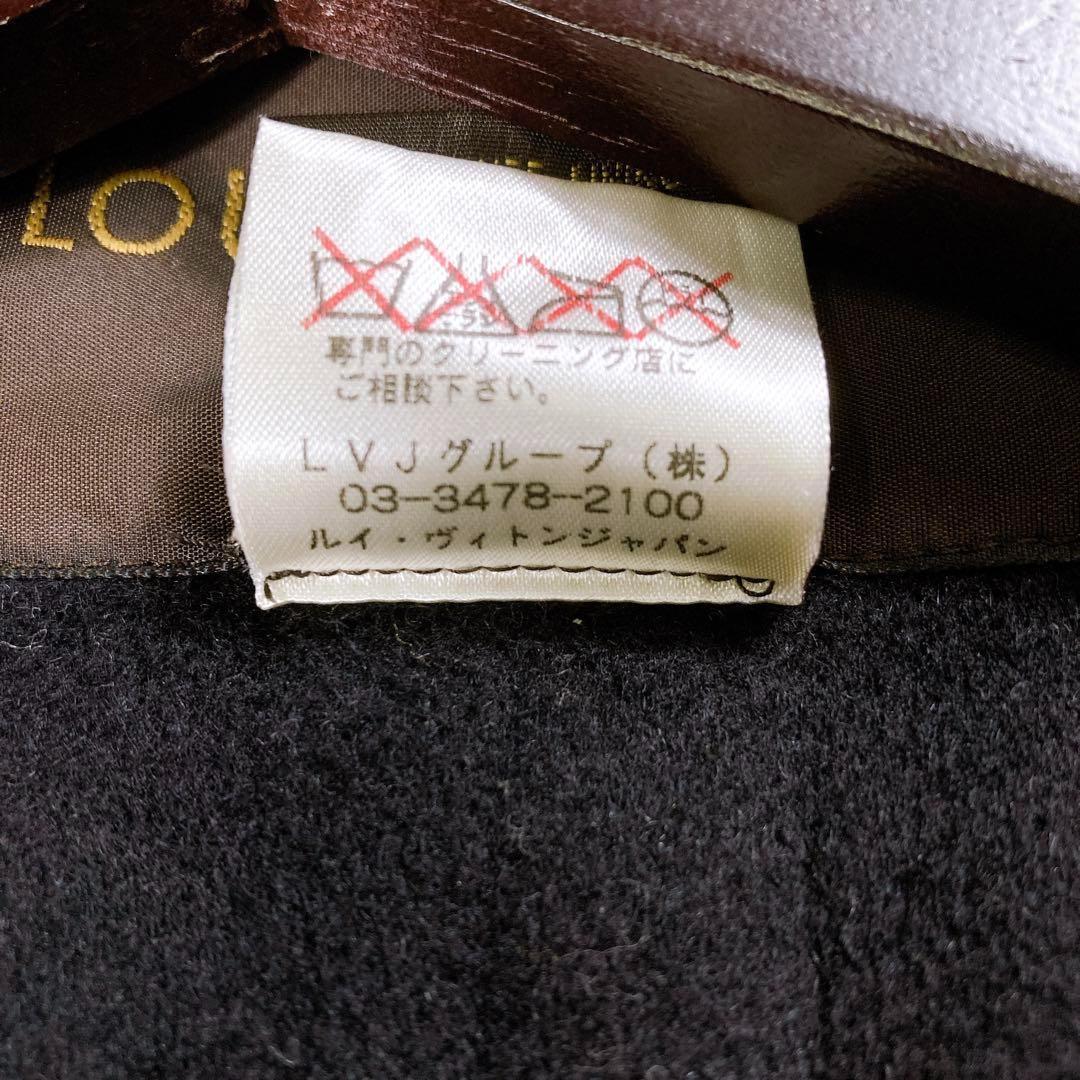 LO
専門のクリーニング店に
ご相談下さい。
LVJグループ(株)
03-3478-2100
ルイ・ヴィトンジャパン